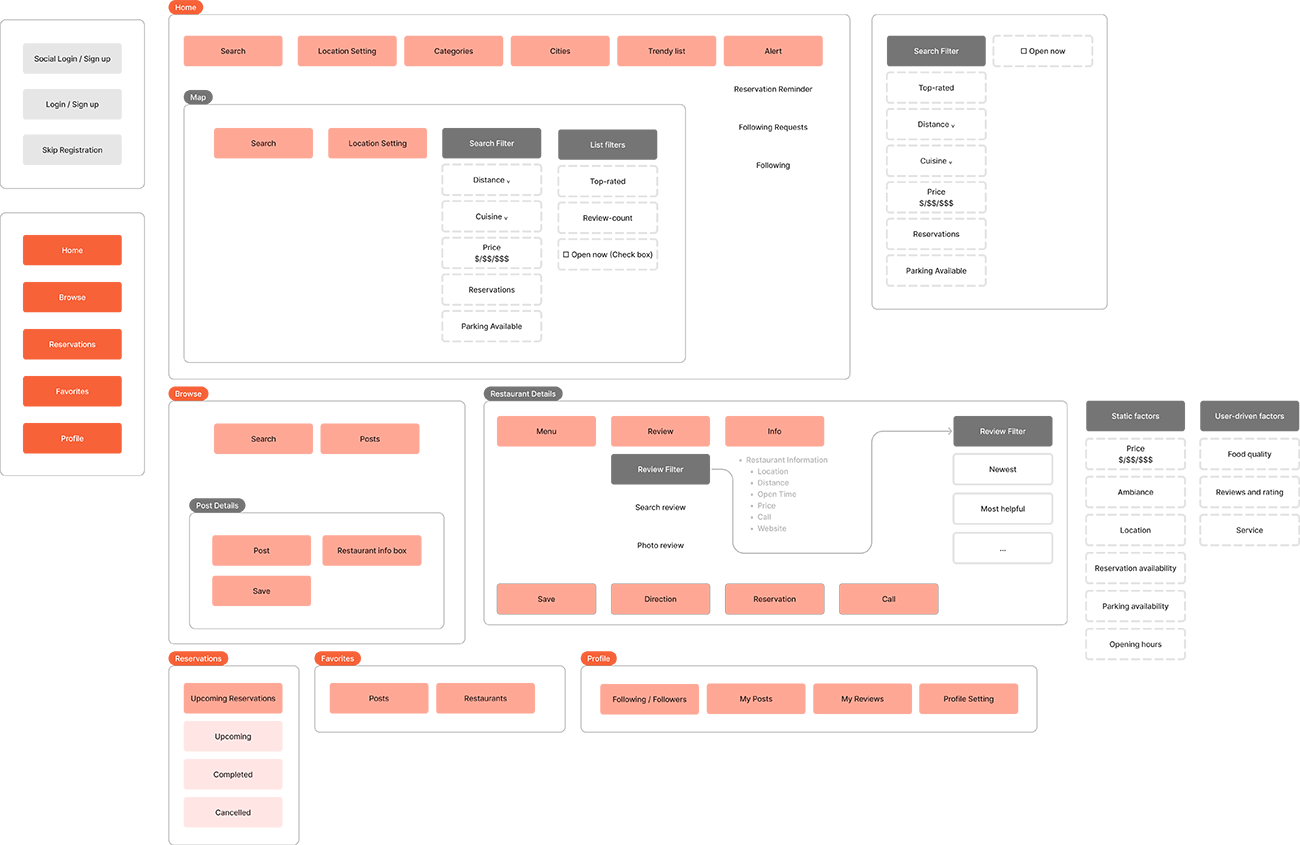 Social Login / Sign up
Login / Sign up
Skip Registration
Home
Browse
Reservations
Favorites
Profile
Home
Search
Location Setting
Categories
Cities
Trendy list
Alert
Reservation Reminder
Following Requests
Following
Map
Search
Location Setting
Search Filter
Distance
Cuisine
Price
$/$$/$$$
Reservations
Parking Available
List filters
Top-rated
Review-count
Open now (Check box)
Search Filter
Open now
Top-rated
Distance
Cuisine
Price
$/$$/$$$
Reservations
Parking Available
Browse
Search
Posts
Post Details
Post
Restaurant info box
Save
Restaurant Details
Menu
Review
Info
Review Filter
Search review
Photo review
• Restaurant Information
• Location
• Distance
• Open Time
• Price
• Call
• Website
Review Filter
Newest
Most helpful
...
Save
Direction
Reservation
Call
Static factors
Price
$/$$/$$$
Ambiance
Location
Reservation availability
Parking availability
Opening hours
User-driven factors
Food quality
Reviews and rating
Service
Reservations
Upcoming Reservations
Upcoming
Completed
Cancelled
Favorites
Posts
Restaurants
Profile
Following / Followers
My Posts
My Reviews
Profile Setting